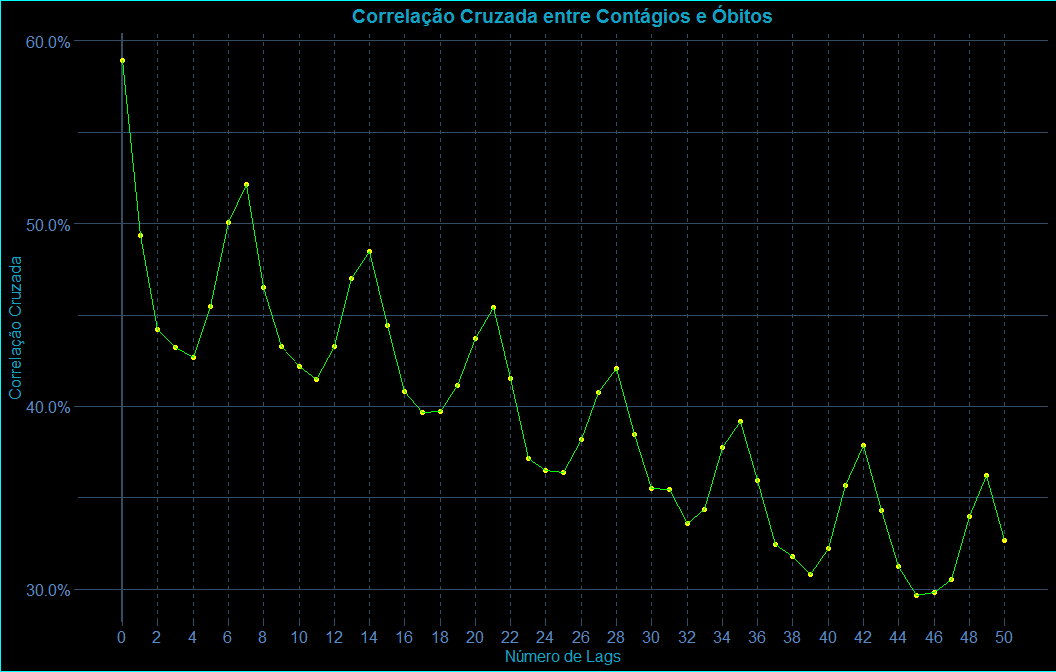 Correlação Cruzada entre Contágios e Óbitos
60.0%
50.0%
40.0%
30.0%
Correlação Cruzada
0 2 4 6 8 10 12 14 16 18 20 22 24 26 28 30 32 34 36 38 40 42 44 46 48 50
Número de Lags